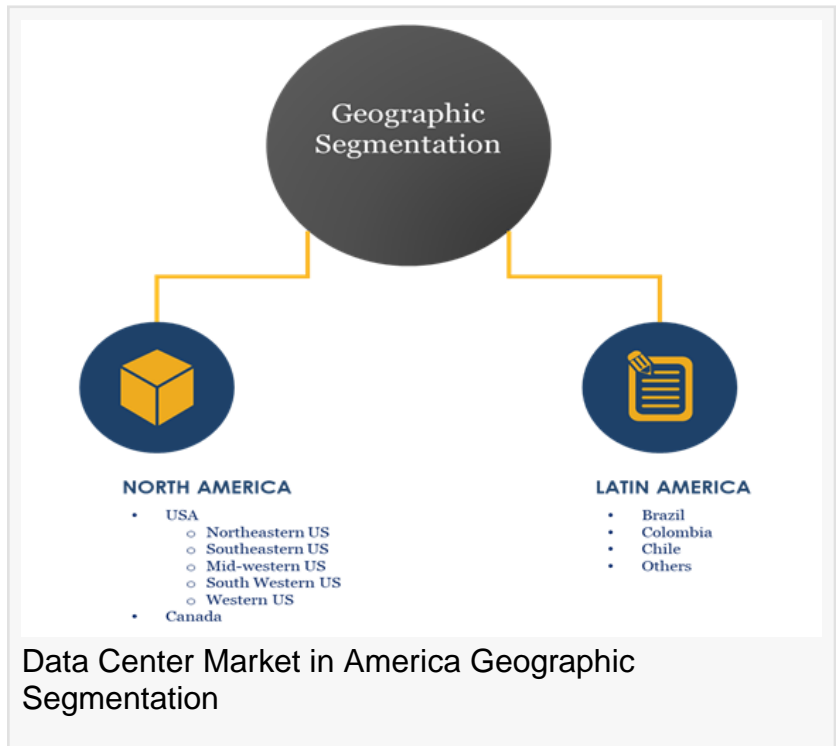 Geographic
Segmentation
NORTH AMERICA
• USA
o Northeastern US
o Southeastern US
o Mid-western US
o South Western US
o Western US
• Canada
LATIN AMERICA
• Brazil
• Colombia
• Chile
• Others
Data Center Market in America Geographic
Segmentation